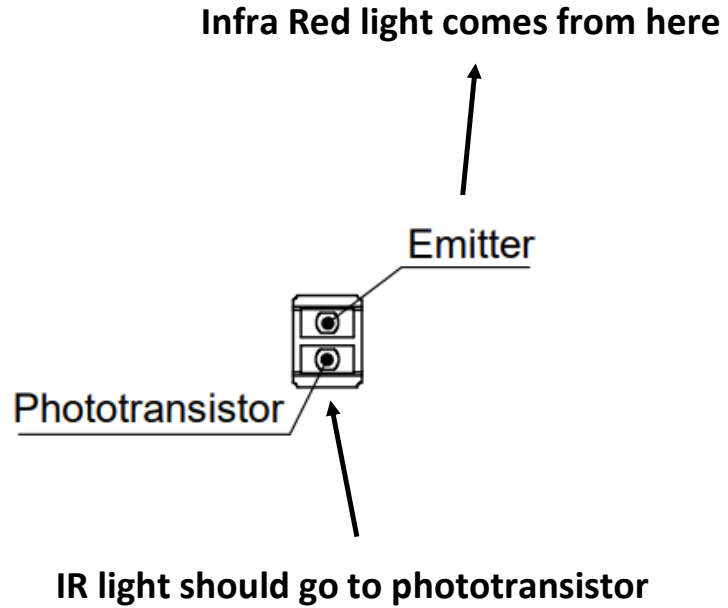 Infra Red light comes from here
Emitter
Phototransistor
IR light should go to phototransistor